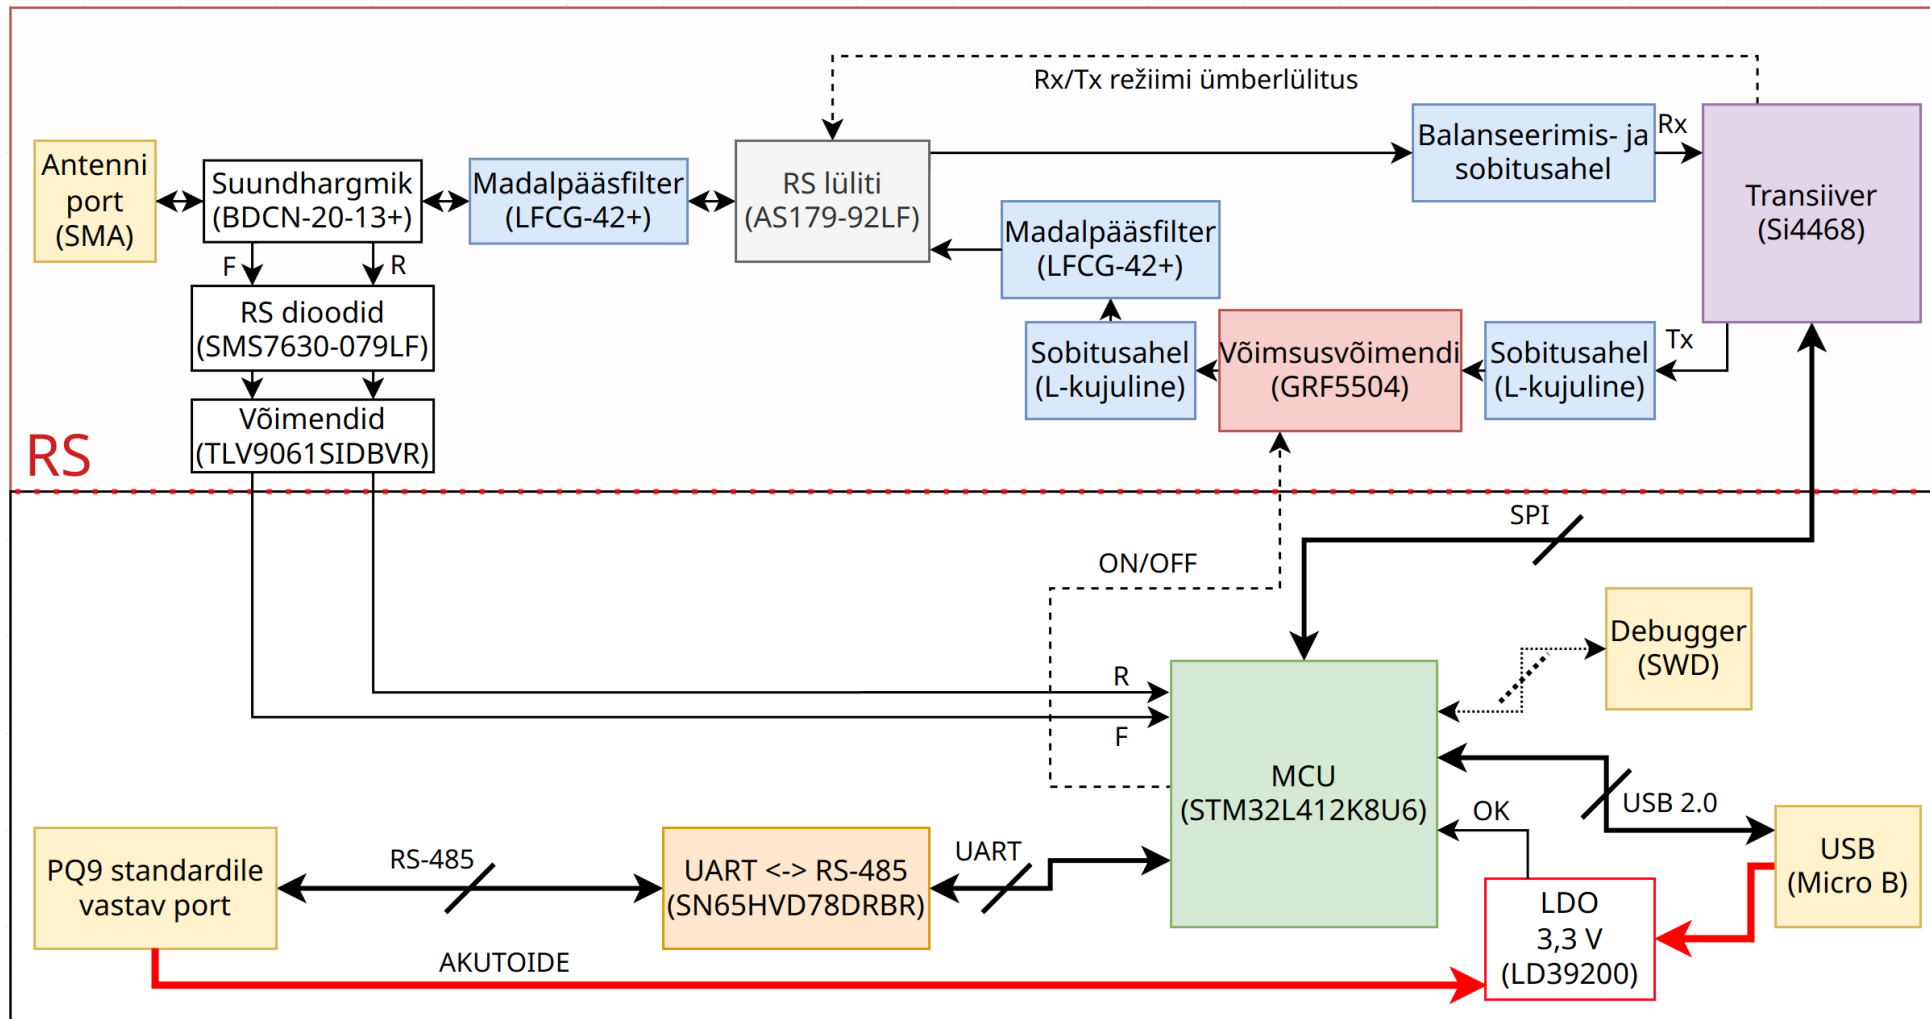 Rx/Tx režiimi ümberlülitus
Antenni
port
(SMA)
Suundhargmik
(BDCN-20-13+)
Madalpääsfilter
(LFCG-42+)
RS lüliti
(AS179-92LF)
Balanseerimis- ja
sobitusahel
Rx
Transiiver
(Si4468)
Madalpääsfilter
(LFCG-42+)
F
R
RS dioodid
(SMS7630-079LF)
Sobitusahel
(L-kujuline)
Võimsusvõimendi
(GRF5504)
Sobitusahel
(L-kujuline)
Tx
Võimendid
(TLV9061SIDBVR)
RS
SPI
ON/OFF
Debugger
(SWD)
R
F
MCU
(STM32L412K8U6)
OK
USB 2.0
USB
(Micro B)
PQ9 standardile
vastav port
RS-485
UART <-> RS-485
(SN65HVD78DRBR)
UART
LDO
3,3 V
(LD39200)
AKUTOIDE